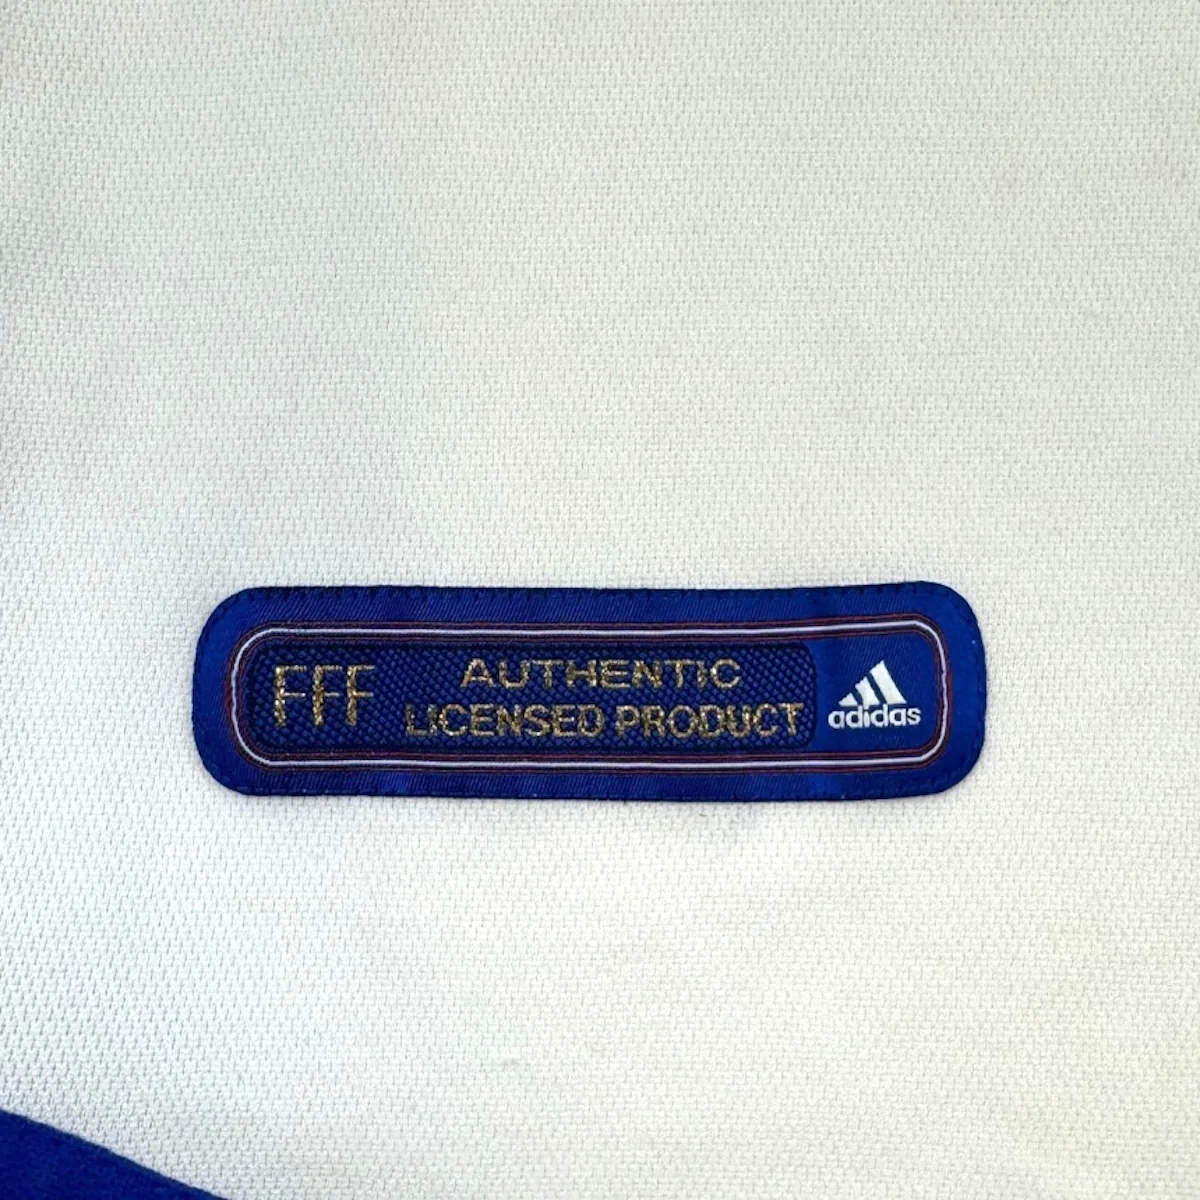 FFF
AUTHENTIC
LICENSED PRODUCT
adidas